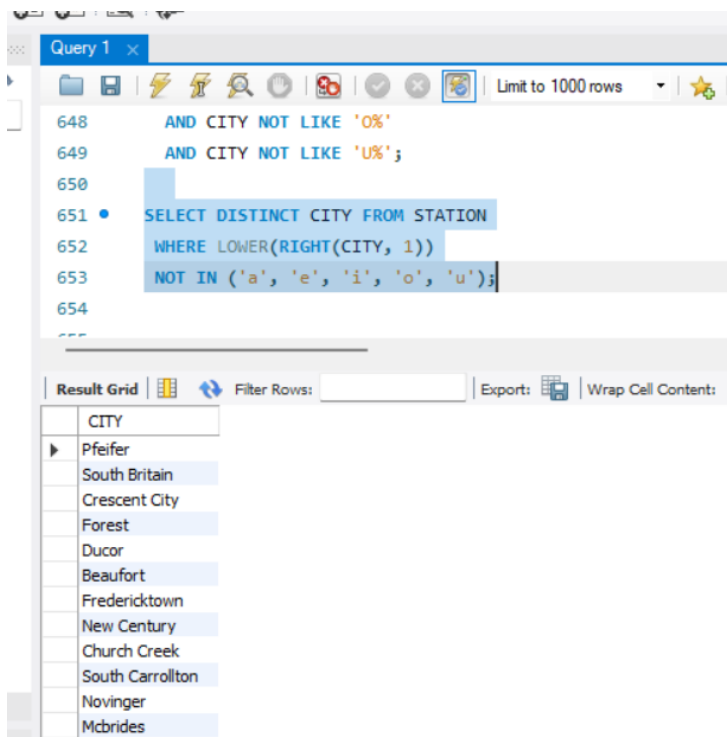 Query 1
Limit to 1000 rows
648 AND CITY NOT LIKE 'O%'
649 AND CITY NOT LIKE 'U%';
650
651 SELECT DISTINCT CITY FROM STATION
652 WHERE LOWER(RIGHT(CITY, 1))
653 NOT IN ('a', 'e', 'i', 'o', 'u');
654
Result Grid Filter Rows: Export: Wrap Cell Content:
CITY
Pfeifer
South Britain
Crescent City
Forest
Ducor
Beaufort
Fredericktown
New Century
Church Creek
South Carrollton
Novinger
Mcbrides